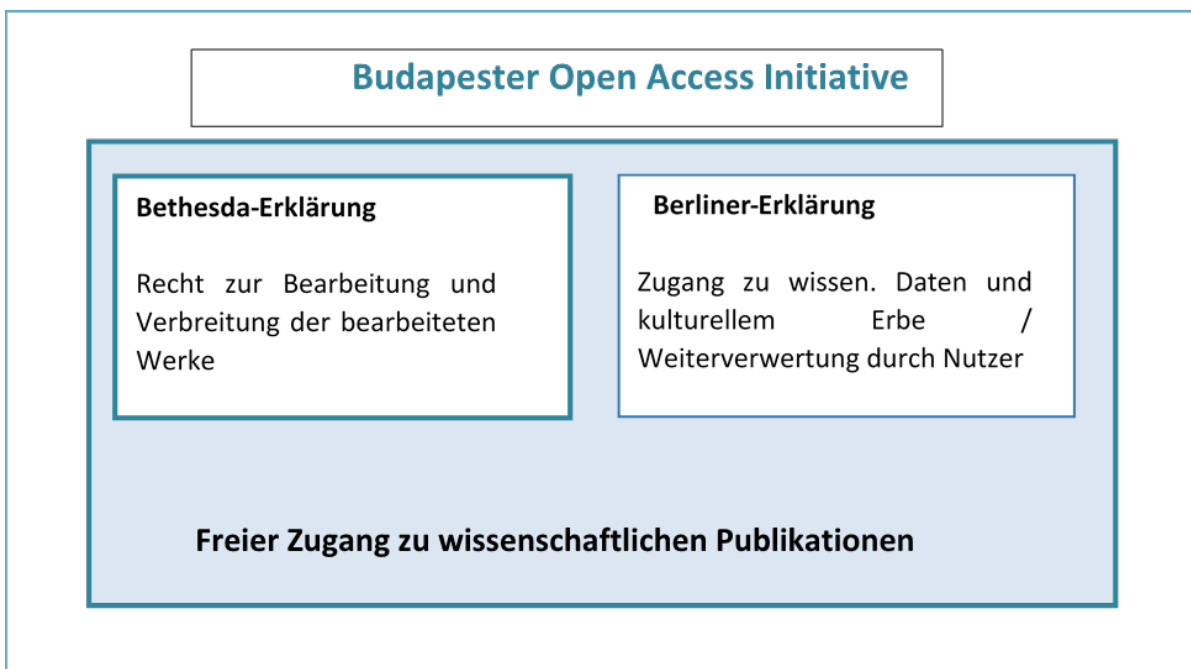 Budapester Open Access Initiative
Bethesda-Erklärung
Recht zur Bearbeitung und
Verbreitung der bearbeiteten
Werke
Berliner-Erklärung
Zugang zu wissen. Daten und
kulturellem Erbe /
Weiterverwertung durch Nutzer
Freier Zugang zu wissenschaftlichen Publikationen